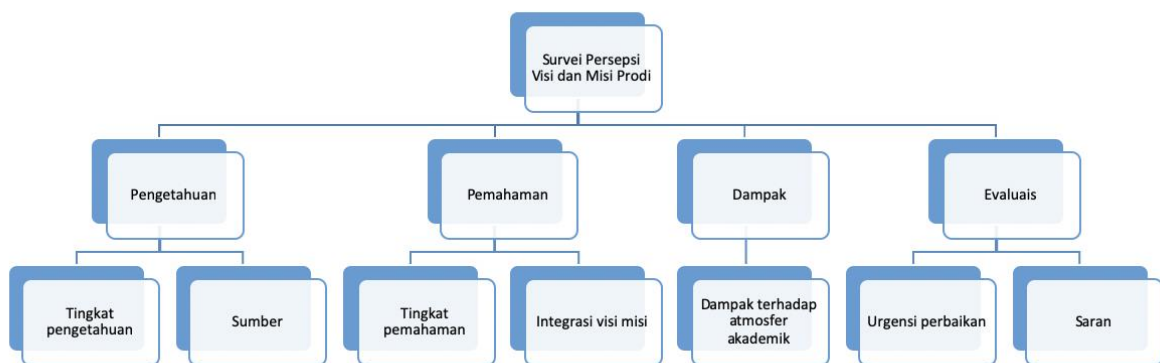 Survei Persepsi
Visi dan Misi Prodi
Pengetahuan
Pemahaman
Dampak
Evaluais
Tingkat
pengetahuan
Sumber
Tingkat
pemahaman
Integrasi visi misi
Dampak terhadap
atmosfer
akademik
Urgensi perbaikan
Saran